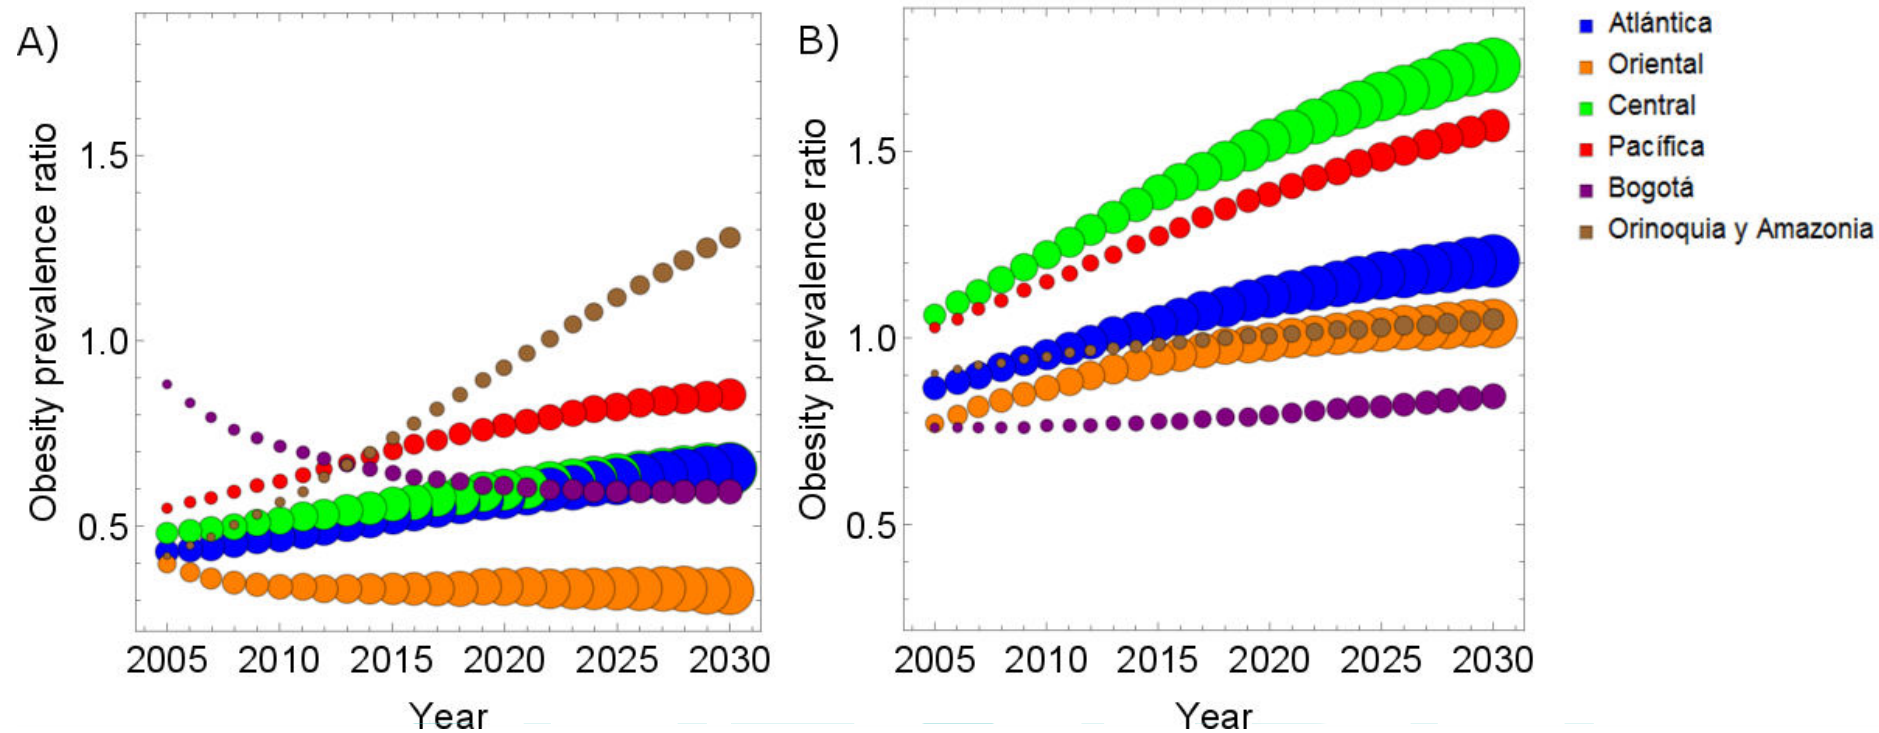 A)
Obesity prevalence ratio
1.5
1.0
0.5
2005 2010 2015 2020 2025 2030
Year
B)
Obesity prevalence ratio
1.5
1.0
0.5
2005 2010 2015 2020 2025 2030
Year
Atlántica
Oriental
Central
Pacífica
Bogotá
Orinoquia y Amazonia